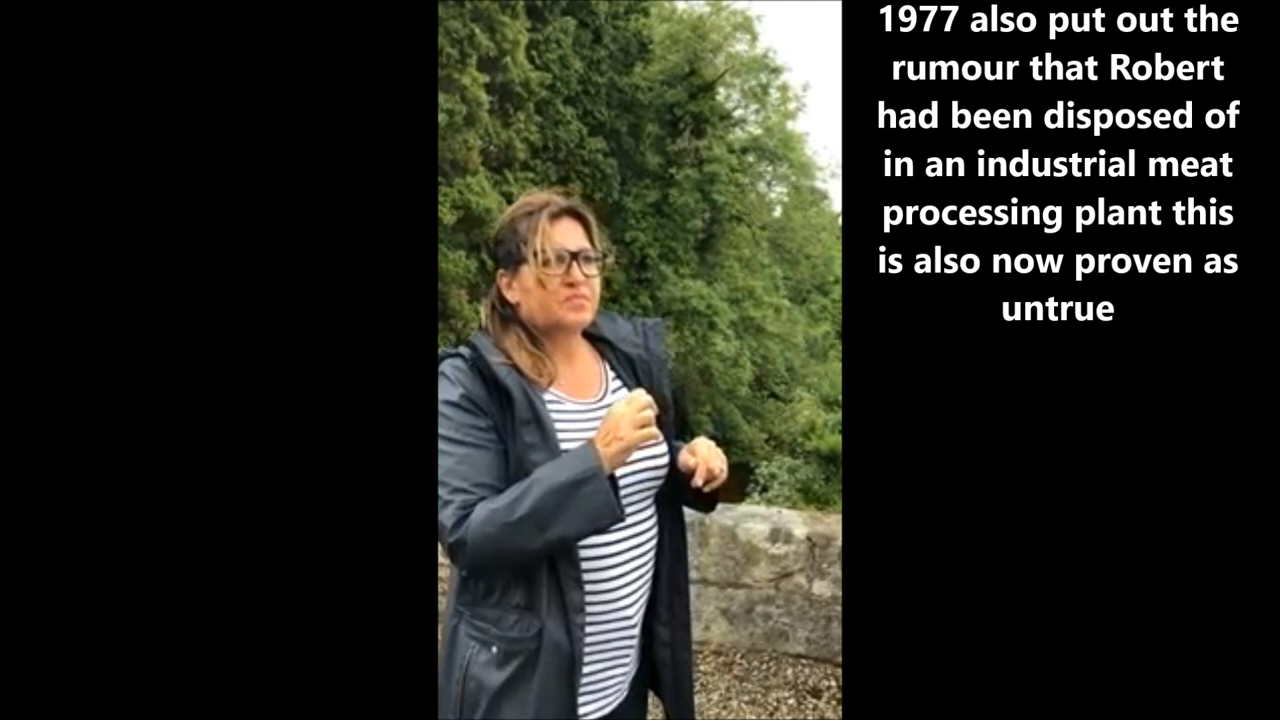 1977 also put out the
rumour that Robert
had been disposed of
in an industrial meat
processing plant this
is also now proven as
untrue